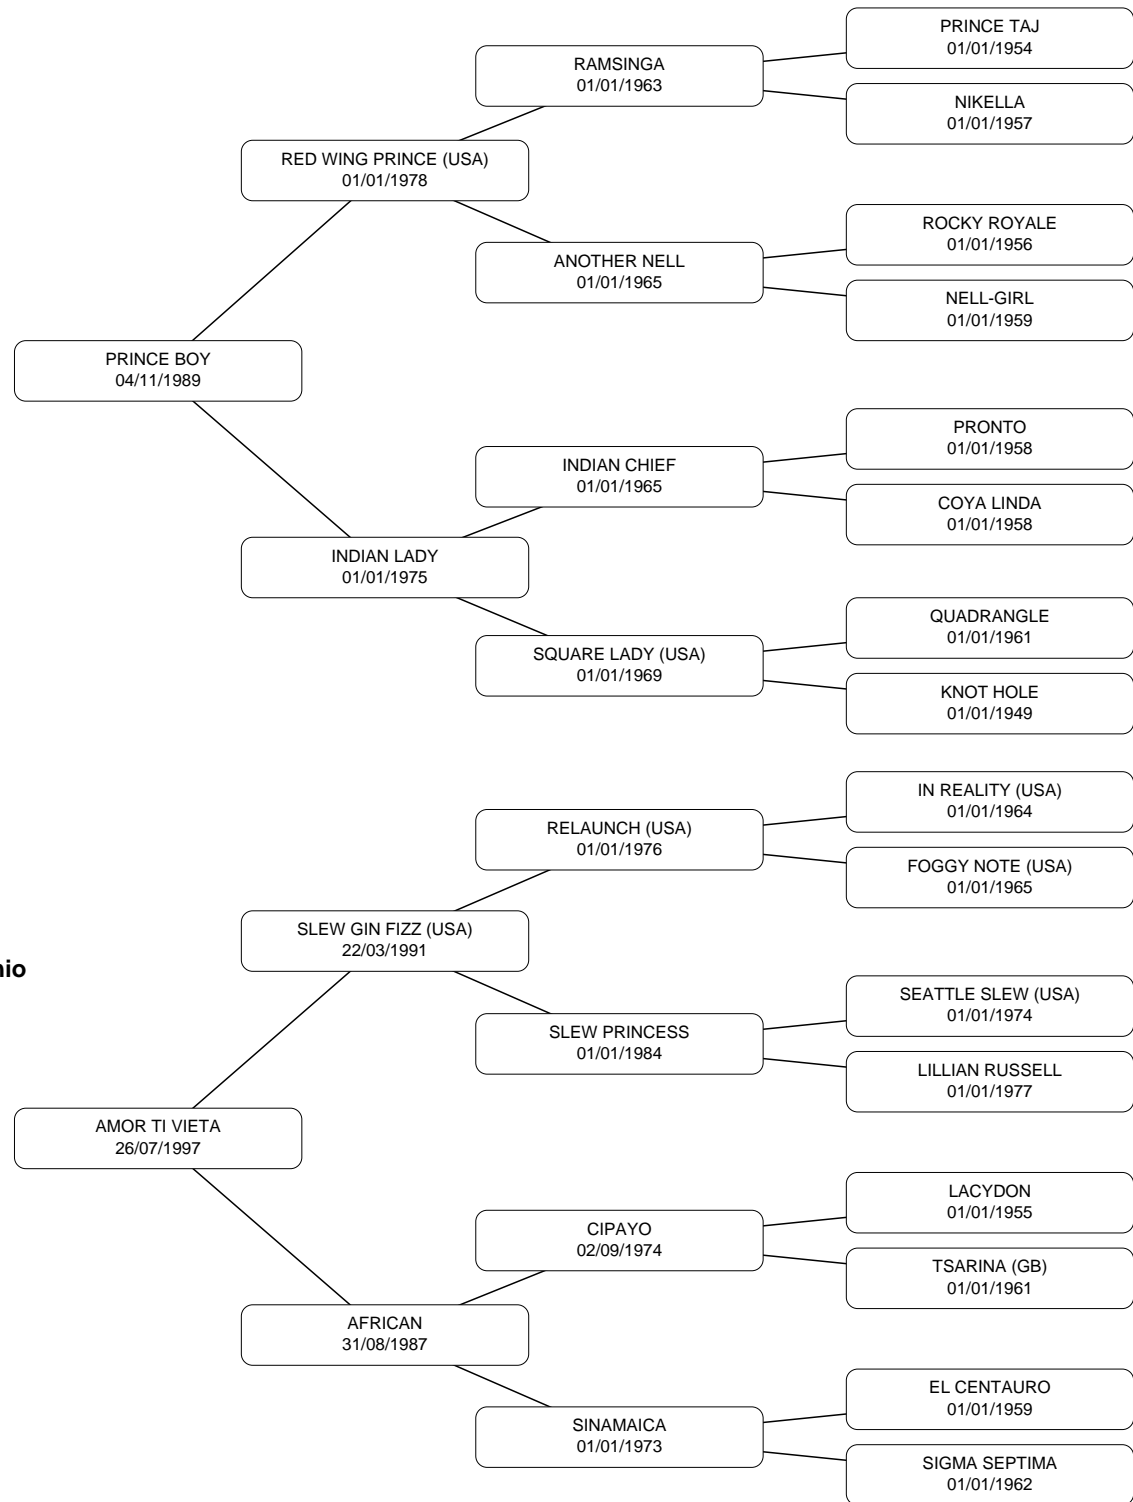 PRINCE TAJ
01/01/1954
RAMSINGA
01/01/1963
NIKELLA
01/01/1957
RED WING PRINCE (USA)
01/01/1978
ROCKY ROYALE
01/01/1956
ANOTHER NELL
01/01/1965
NELL-GIRL
01/01/1959
PRINCE BOY
04/11/1989
PRONTO
01/01/1958
INDIAN CHIEF
01/01/1965
COYA LINDA
01/01/1958
INDIAN LADY
01/01/1975
QUADRANGLE
01/01/1961
SQUARE LADY (USA)
01/01/1969
KNOT HOLE
01/01/1949
IN REALITY (USA)
01/01/1964
RELAUNCH (USA)
01/01/1976
FOGGY NOTE (USA)
01/01/1965
SLEW GIN FIZZ (USA)
22/03/1991
nio
SEATTLE SLEW (USA)
01/01/1974
SLEW PRINCESS
01/01/1984
LILLIAN RUSSELL
01/01/1977
AMOR TI VIETA
26/07/1997
LACYDON
01/01/1955
CIPAYO
02/09/1974
TSARINA (GB)
01/01/1961
AFRICAN
31/08/1987
EL CENTAURO
01/01/1959
SINAMAICA
01/01/1973
SIGMA SEPTIMA
01/01/1962